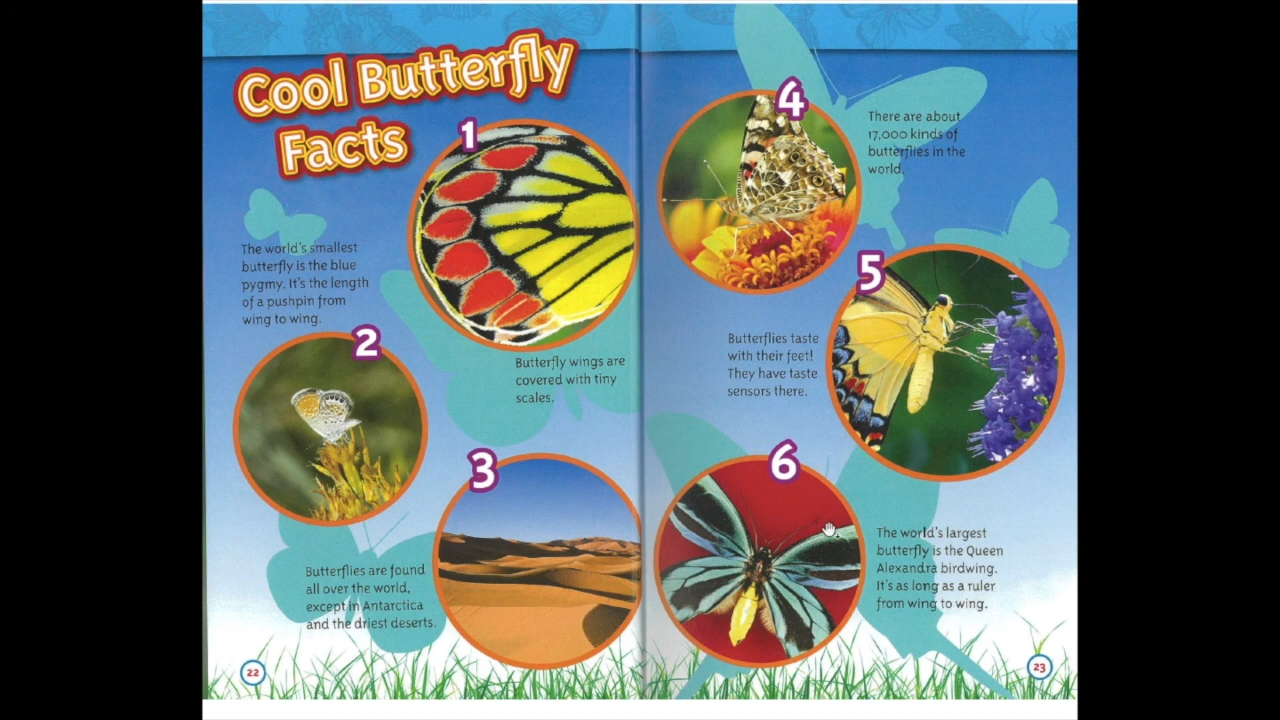 Cool Butterfly
Facts
1
Butterfly wings are
covered with tiny
scales.
2
The world's smallest
butterfly is the blue
pygmy. It's the length
of a pushpin from
wing to wing.
3
Butterflies are found
all over the world,
except in Antarctica
and the driest deserts.
22
4
There are about
17,000 kinds of
butterflies in the
world.
5
Butterflies taste
with their feet!
They have taste
sensors there.
6
The world's largest
butterfly is the Queen
Alexandra birdwing.
It's as long as a ruler
from wing to wing.
23